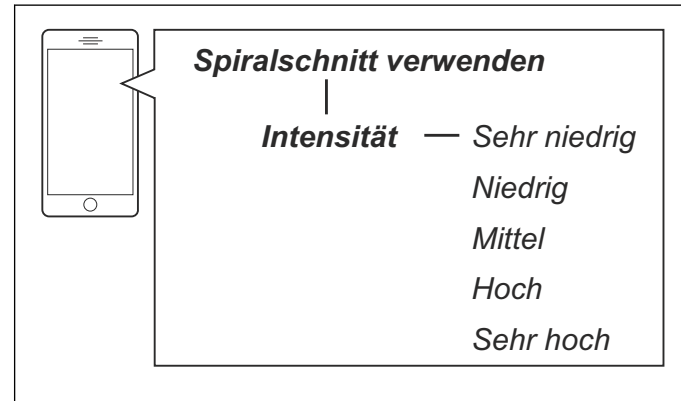 Spiralschnitt verwenden
Intensität — Sehr niedrig
Niedrig
Mittel
Hoch
Sehr hoch